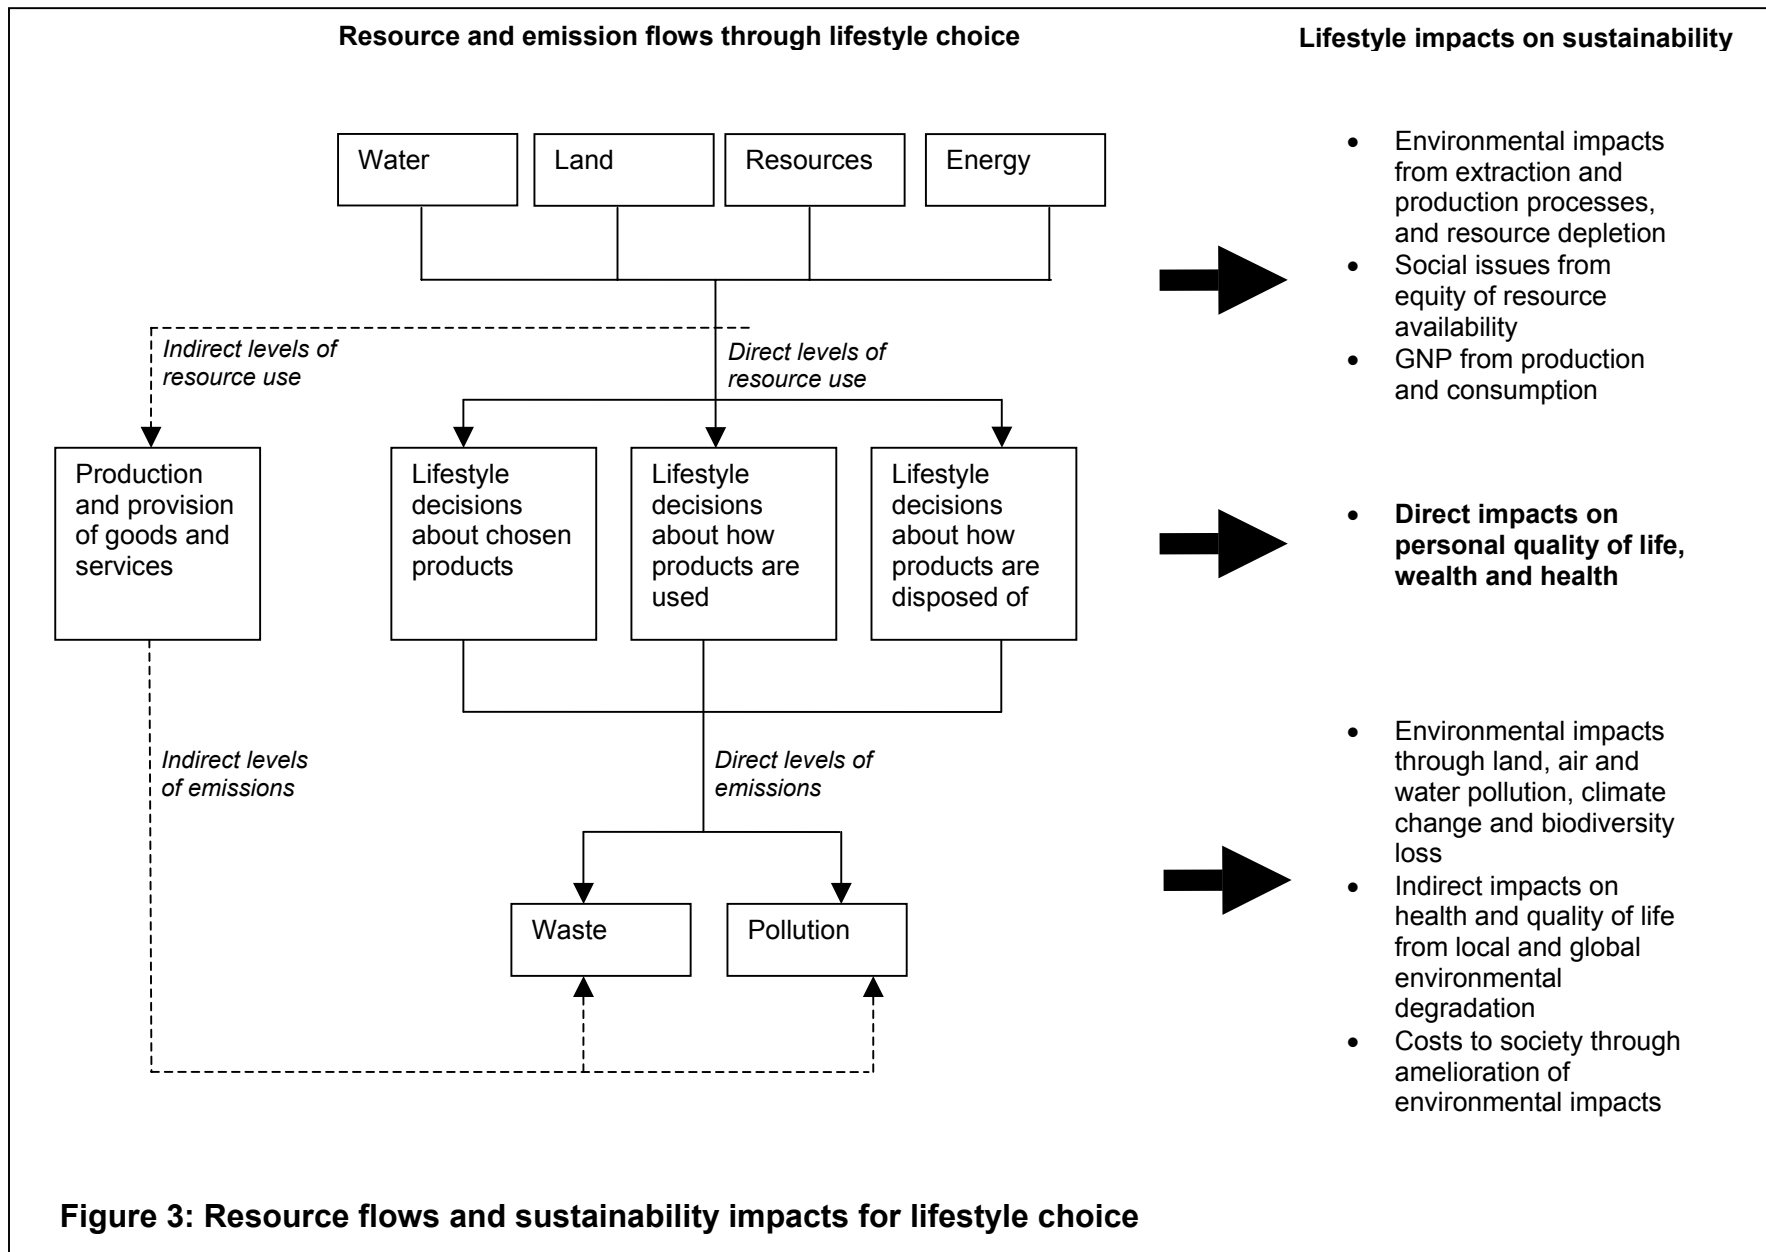 Resource and emission flows through lifestyle choice
Lifestyle impacts on sustainability
Water
Land
Resources
Energy
• Environmental impacts
from extraction and
production processes,
and resource depletion
• Social issues from
equity of resource
availability
• GNP from production
and consumption
Indirect levels of
resource use
Direct levels of
resource use
Production
and provision
of goods and
services
Lifestyle
decisions
about chosen
products
Lifestyle
decisions
about how
products are
used
Lifestyle
decisions
about how
products are
disposed of
• Direct impacts on
personal quality of life,
wealth and health
Indirect levels
of emissions
Direct levels of
emissions
Waste
Pollution
• Environmental impacts
through land, air and
water pollution, climate
change and biodiversity
loss
• Indirect impacts on
health and quality of life
from local and global
environmental
degradation
• Costs to society through
amelioration of
environmental impacts
Figure 3: Resource flows and sustainability impacts for lifestyle choice